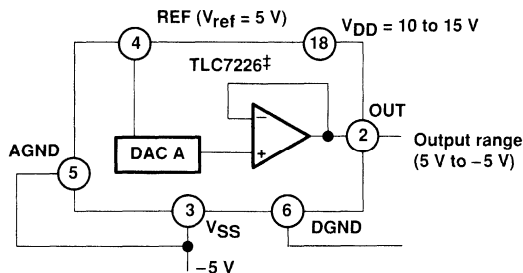 REF (Vref = 5 V)
VDD = 10 to 15 V
4
18
TLC7226‡
OUT
−
+
2
DAC A
Output range
(5 V to −5 V)
AGND
5
3
6
VSS
DGND
−5 V